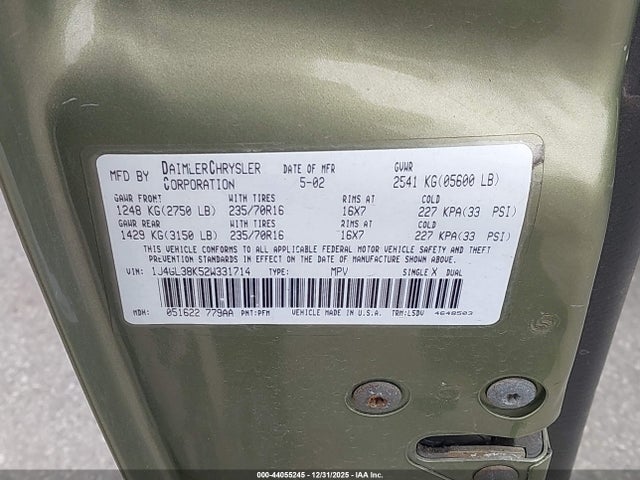 MFD BY DAIMLERCHRYSLER CORPORATION DATE OF MFR 5-02 GVWR 2541 KG(05600 LB)
GAWR FRONT WITH TIRES RIMS AT COLD
1248 KG(2750 LB) 235/70R16 16X7 227 KPA(33 PSI)
GAWR REAR WITH TIRES RIMS AT COLD
1429 KG(3150 LB) 235/70R16 16X7 227 KPA(33 PSI)
THIS VEHICLE CONFORMS TO ALL APPLICABLE FEDERAL MOTOR VEHICLE SAFETY AND THEFT
PREVENTION STANDARDS IN EFFECT ON THE DATE OF MANUFACTURE SHOWN ABOVE.
VIN: 1J4GL38K52W331714 TYPE: MPV SINGLE X DUAL
MDH: 051622 779AA PNT:PFM VEHICLE MADE IN U.S.A. TRM:L5DV 4648503
000-44055245 - 12/31/2025 - IAA